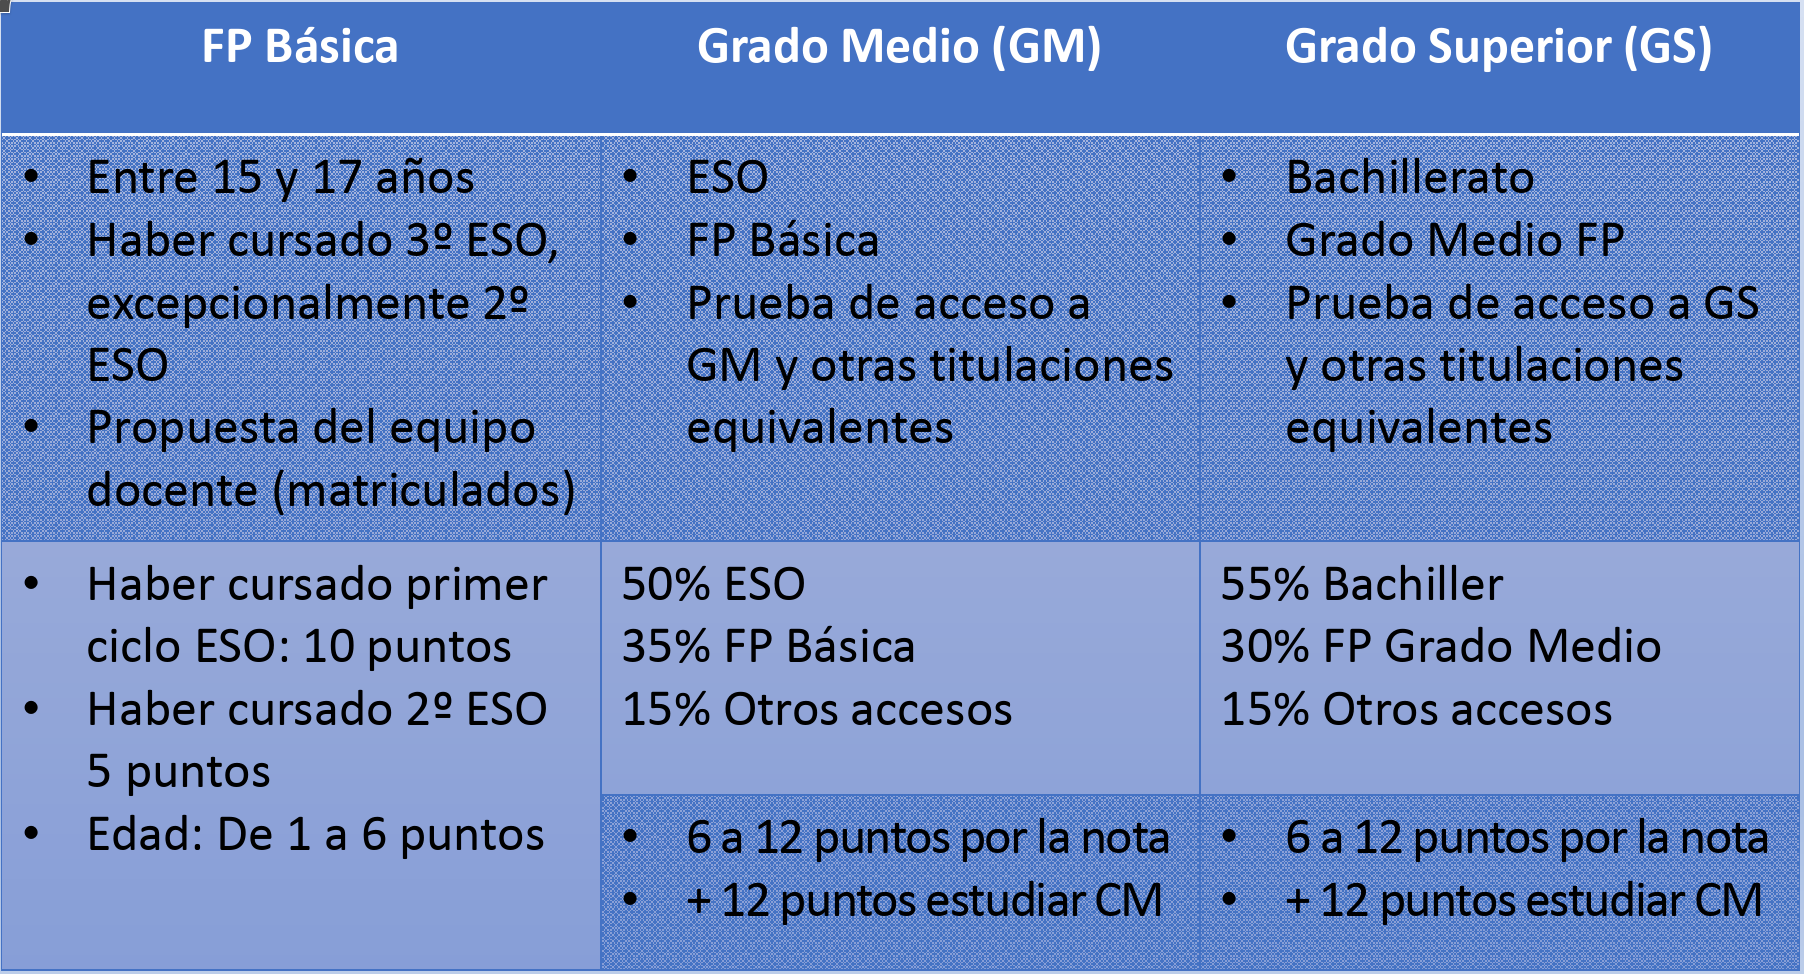 FP Básica
Grado Medio (GM)
Grado Superior (GS)
• Entre 15 y 17 años
• Haber cursado 3º ESO,
excepcionalmente 2º
ESO
• Propuesta del equipo
docente (matriculados)
• ESO
• FP Básica
• Prueba de acceso a
GM y otras titulaciones
equivalentes
• Bachillerato
• Grado Medio FP
• Prueba de acceso a GS
y otras titulaciones
equivalentes
• Haber cursado primer
ciclo ESO: 10 puntos
• Haber cursado 2º ESO
5 puntos
• Edad: De 1 a 6 puntos
50% ESO
35% FP Básica
15% Otros accesos
55% Bachiller
30% FP Grado Medio
15% Otros accesos
• 6 a 12 puntos por la nota
• + 12 puntos estudiar CM
• 6 a 12 puntos por la nota
• + 12 puntos estudiar CM